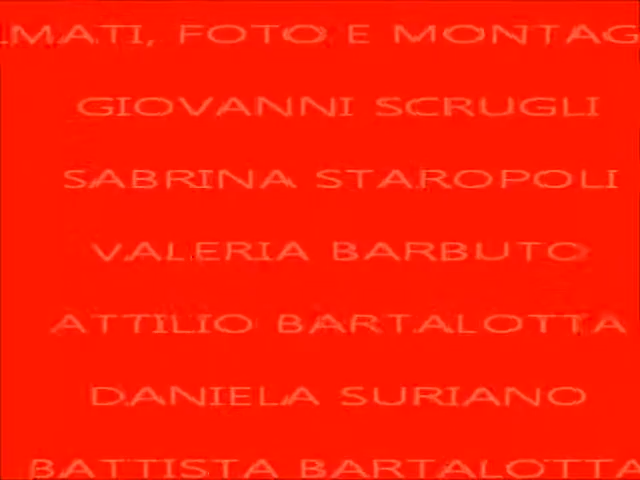 LMATI, FOTO E MONTAG
GIOVANNI SCRUGLI
SABRINA STAROPOLI
VALERIA BARBUTO
ATTILIO BARTALOTTA
DANIELA SURIANO
BATTISTA BARTALOTTA